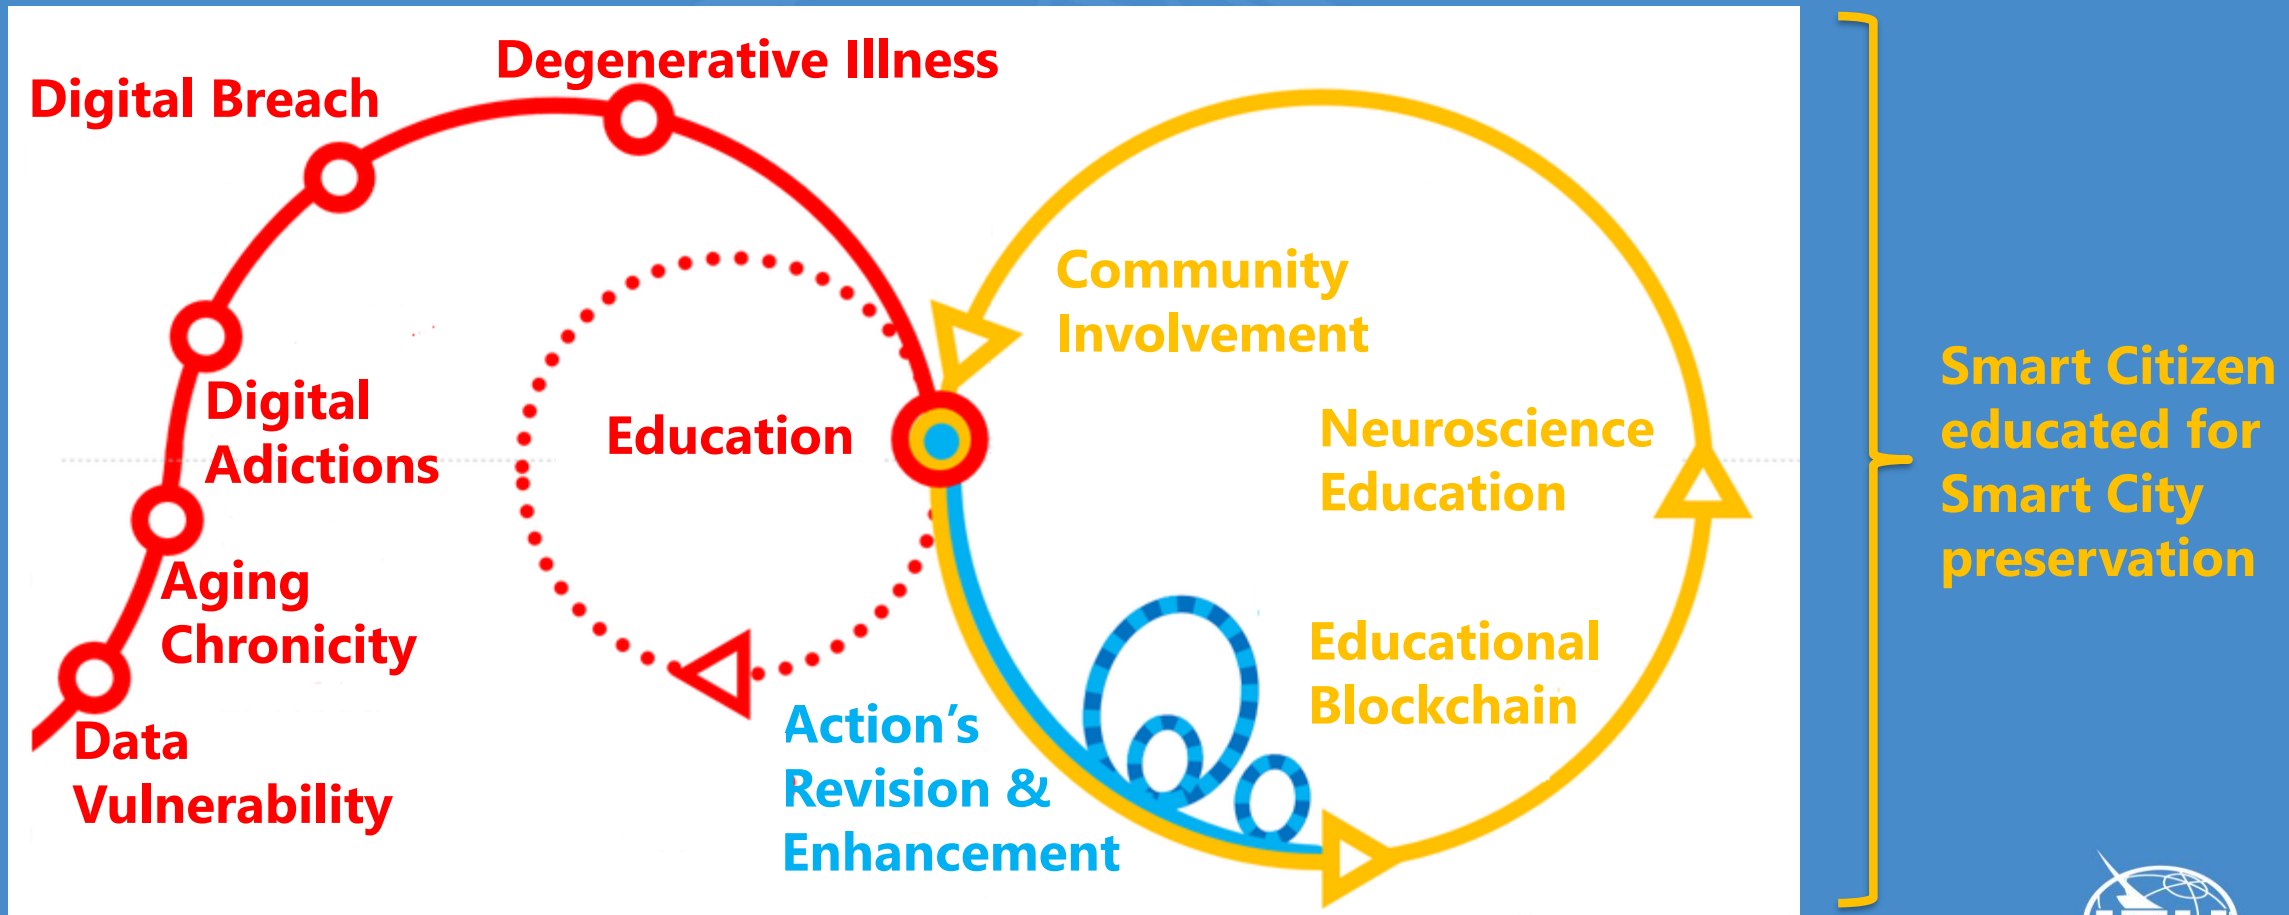 Degenerative Illness
Digital Breach
Digital
Adictions
Aging
Chronicity
Data
Vulnerability
Education
Action’s
Revision &
Enhancement
Community
Involvement
Neuroscience
Education
Educational
Blockchain
Smart Citizen
educated for
Smart City
preservation